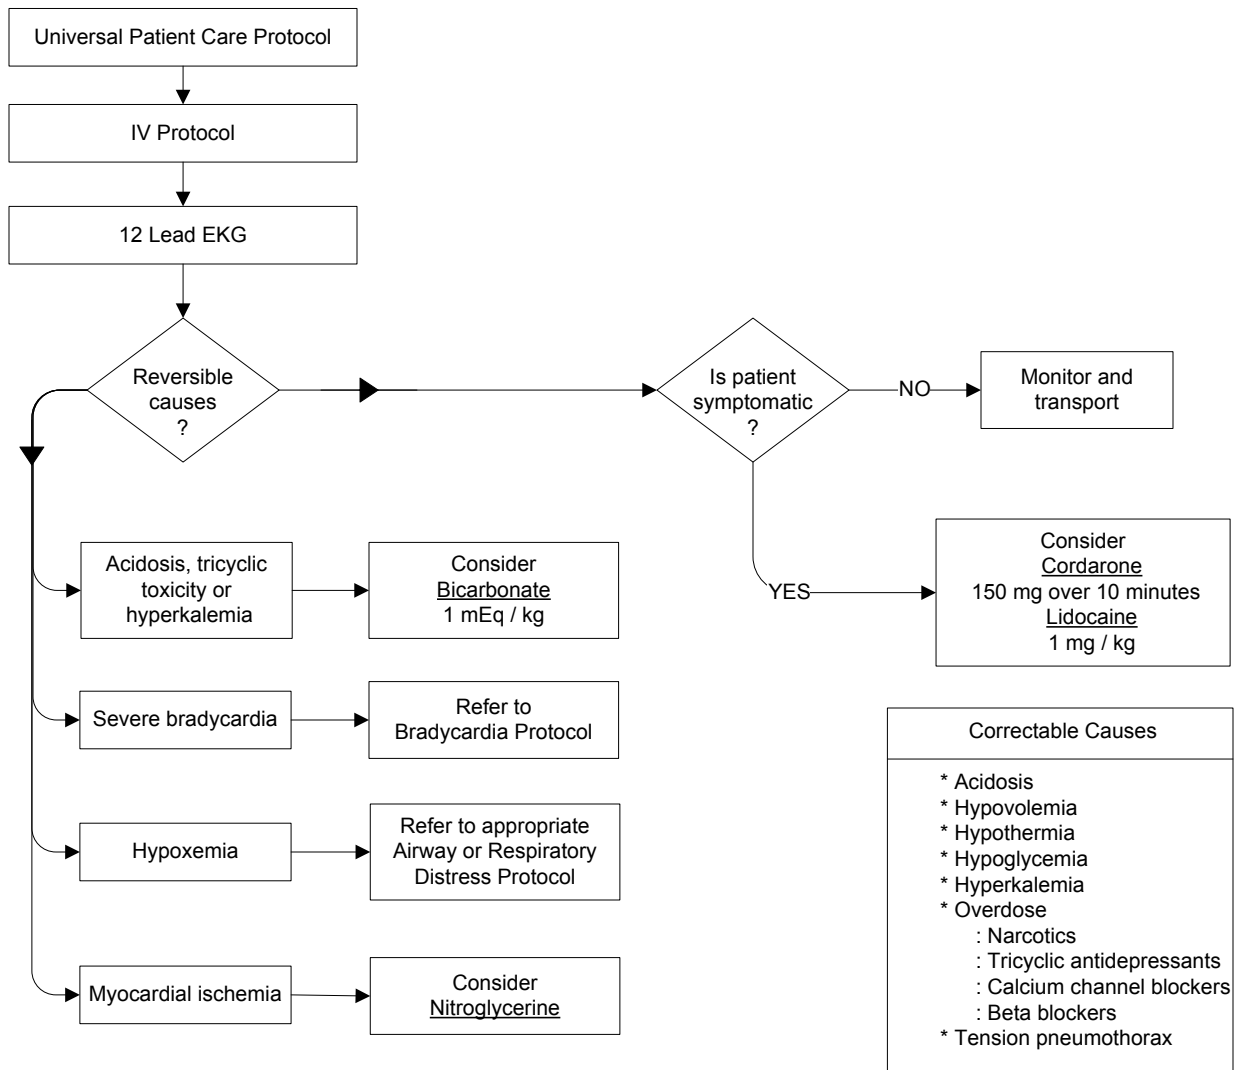 Universal Patient Care Protocol
IV Protocol
12 Lead EKG
Reversible
causes
?
Is patient
symptomatic
?
NO
Monitor and
transport
YES
Consider
Cordarone
150 mg over 10 minutes
Lidocaine
1 mg / kg
Acidosis, tricyclic
toxicity or
hyperkalemia
Consider
Bicarbonate
1 mEq / kg
Severe bradycardia
Refer to
Bradycardia Protocol
Hypoxemia
Refer to appropriate
Airway or Respiratory
Distress Protocol
Myocardial ischemia
Consider
Nitroglycerine
Correctable Causes
* Acidosis
* Hypovolemia
* Hypothermia
* Hypoglycemia
* Hyperkalemia
* Overdose
: Narcotics
: Tricyclic antidepressants
: Calcium channel blockers
: Beta blockers
* Tension pneumothorax